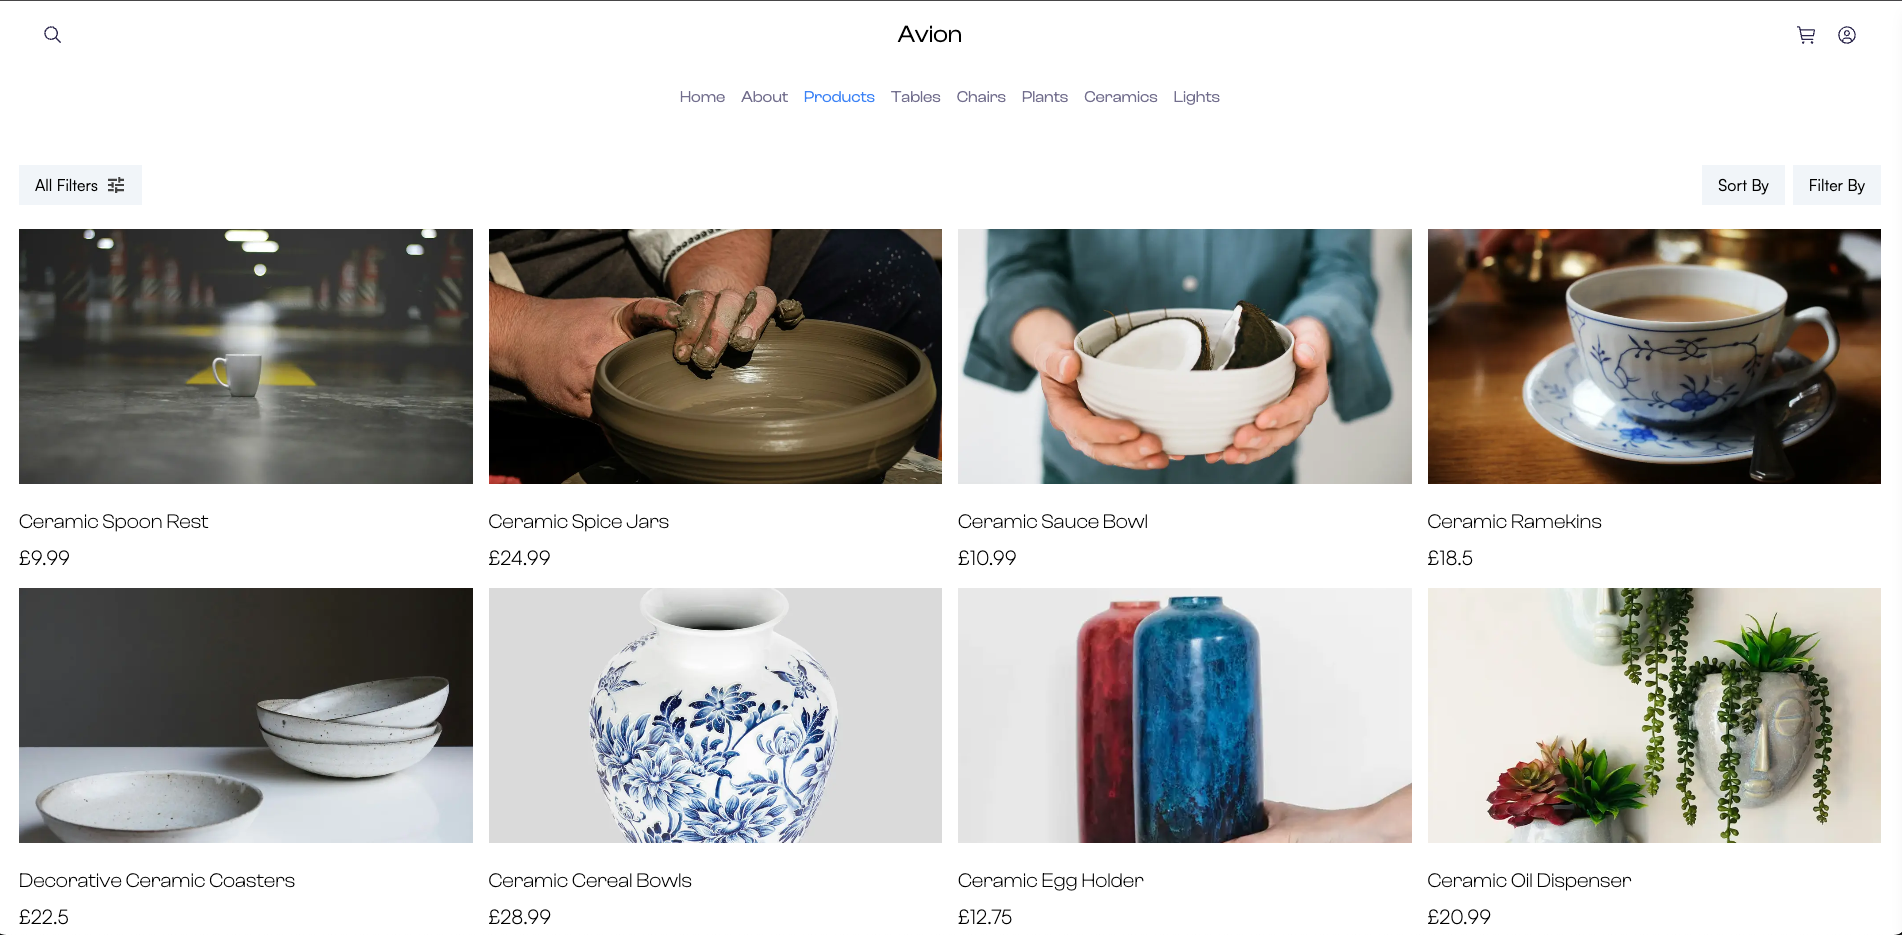 Avion
Home About Products Tables Chairs Plants Ceramics Lights
All Filters
Sort By Filter By
Ceramic Spoon Rest
£9.99
Ceramic Spice Jars
£24.99
Ceramic Sauce Bowl
£10.99
Ceramic Ramekins
£18.5
Decorative Ceramic Coasters
£22.5
Ceramic Cereal Bowls
£28.99
Ceramic Egg Holder
£12.75
Ceramic Oil Dispenser
£20.99